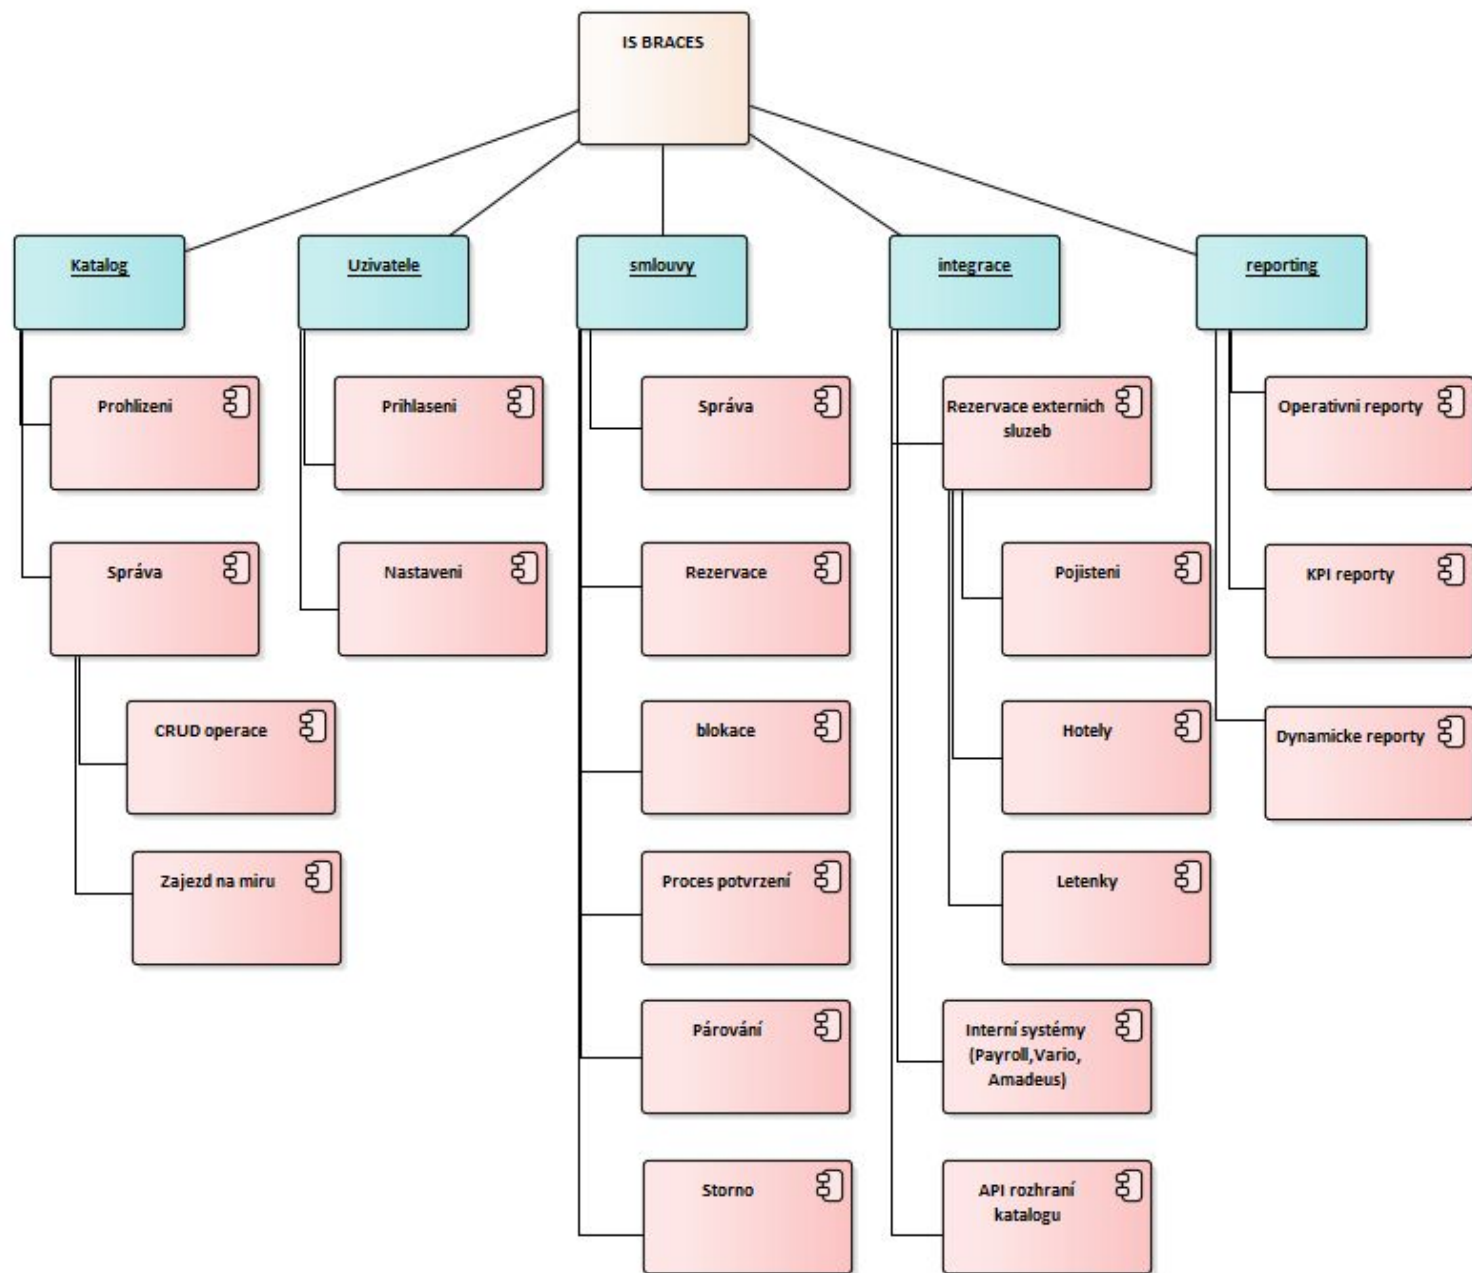 IS BRACES
Katalog
Uzivatele
smlouvy
integrace
reporting
Prohlizeni
Prihlaseni
Správa
Rezervace externich
sluzeb
Operativni reporty
Správa
Nastaveni
Rezervace
Pojisteni
KPI reporty
CRUD operace
blokace
Hotely
Dynamicke reporty
Zajezd na miru
Proces potvrzení
Letenky
Párování
Interní systémy
(Payroll,Vario,
Amadeus)
Storno
API rozhraní
katalogu